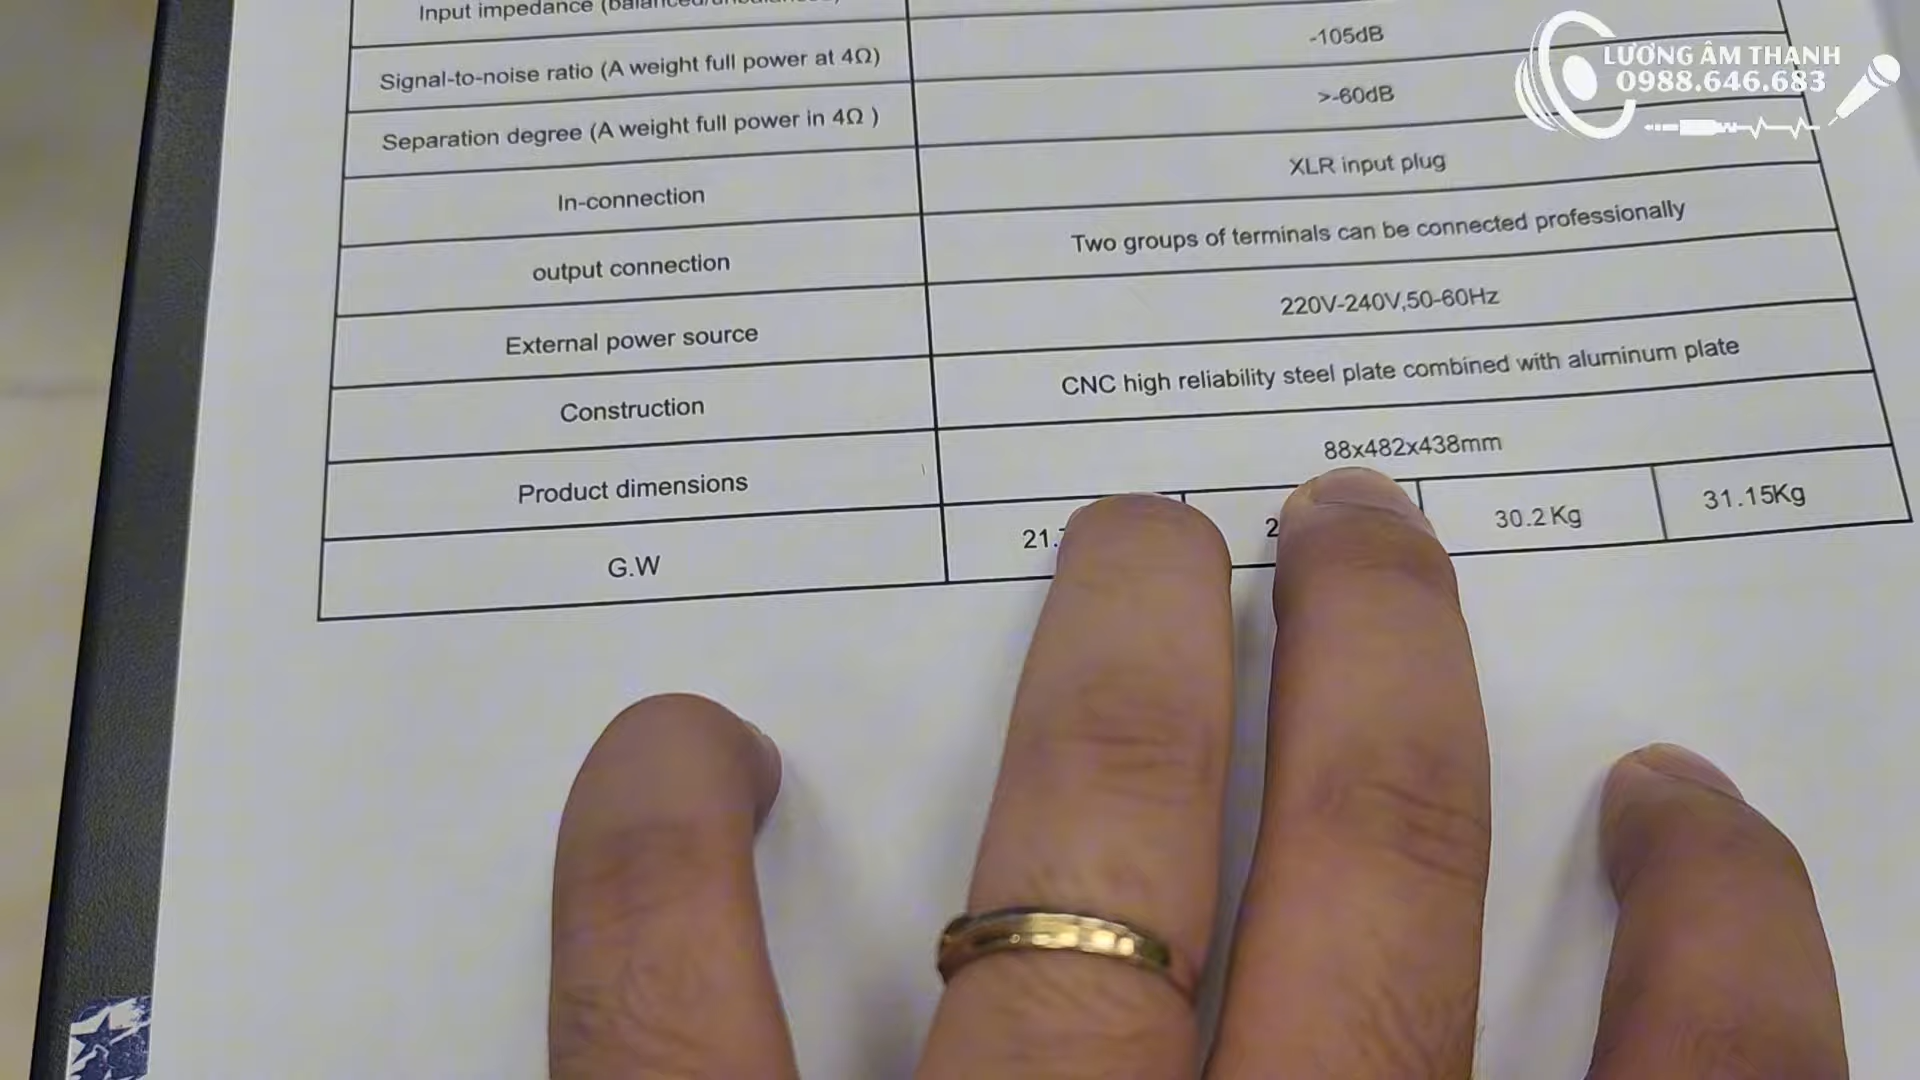 Input impedance
-105dB
Signal-to-noise ratio (A weight full power at 4Ω)
>-60dB
Separation degree (A weight full power in 4Ω )
XLR input plug
In-connection
Two groups of terminals can be connected professionally
output connection
220V-240V,50-60Hz
External power source
CNC high reliability steel plate combined with aluminum plate
Construction
88x482x438mm
Product dimensions
G.W
30.2Kg
31.15Kg
LƯƠNG ÂM THANH
0988.646.683